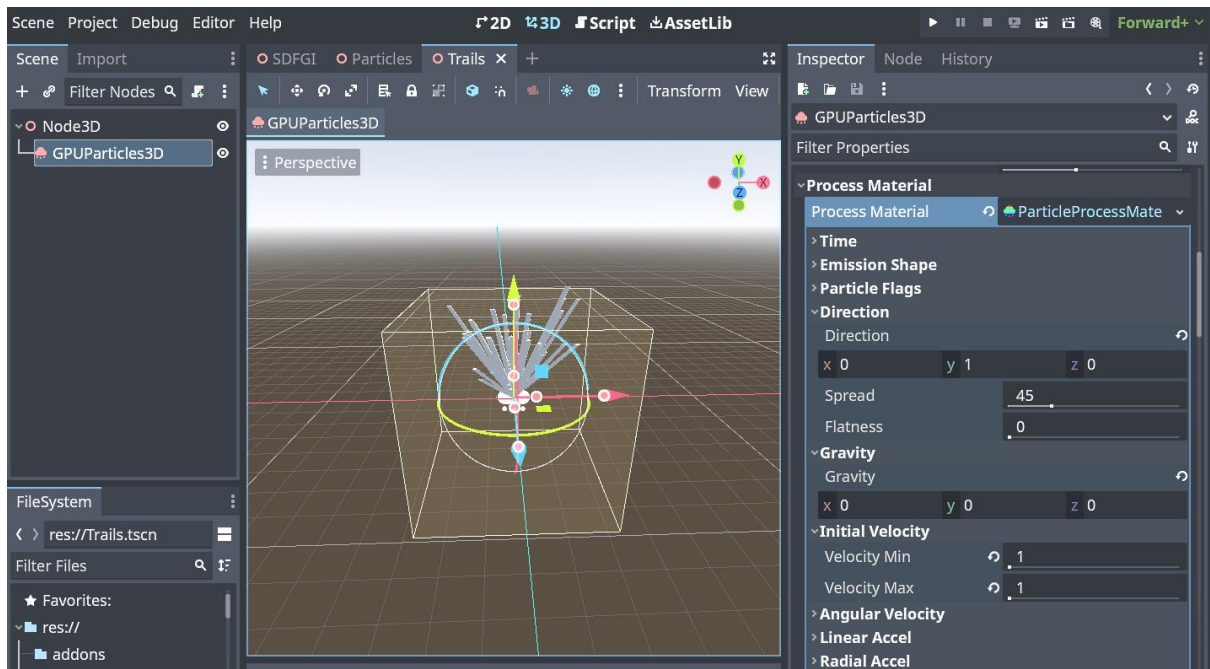 Scene Project Debug Editor Help
2D 3D Script AssetLib
Forward+
Scene Import
Filter Nodes
Node3D
GPUParticles3D
FileSystem
res://Trails.tscn
Filter Files
Favorites:
res://
addons
SDFGI Particles Trails
Transform View
GPUParticles3D
Perspective
Y
X
Z
Inspector Node History
GPUParticles3D
DOC
Filter Properties
Process Material
Process Material ParticleProcessMate
Time
Emission Shape
Particle Flags
Direction
Direction
x 0 y 1 z 0
Spread 45
Flatness 0
Gravity
Gravity
x 0 y 0 z 0
Initial Velocity
Velocity Min 1
Velocity Max 1
Angular Velocity
Linear Accel
Radial Accel